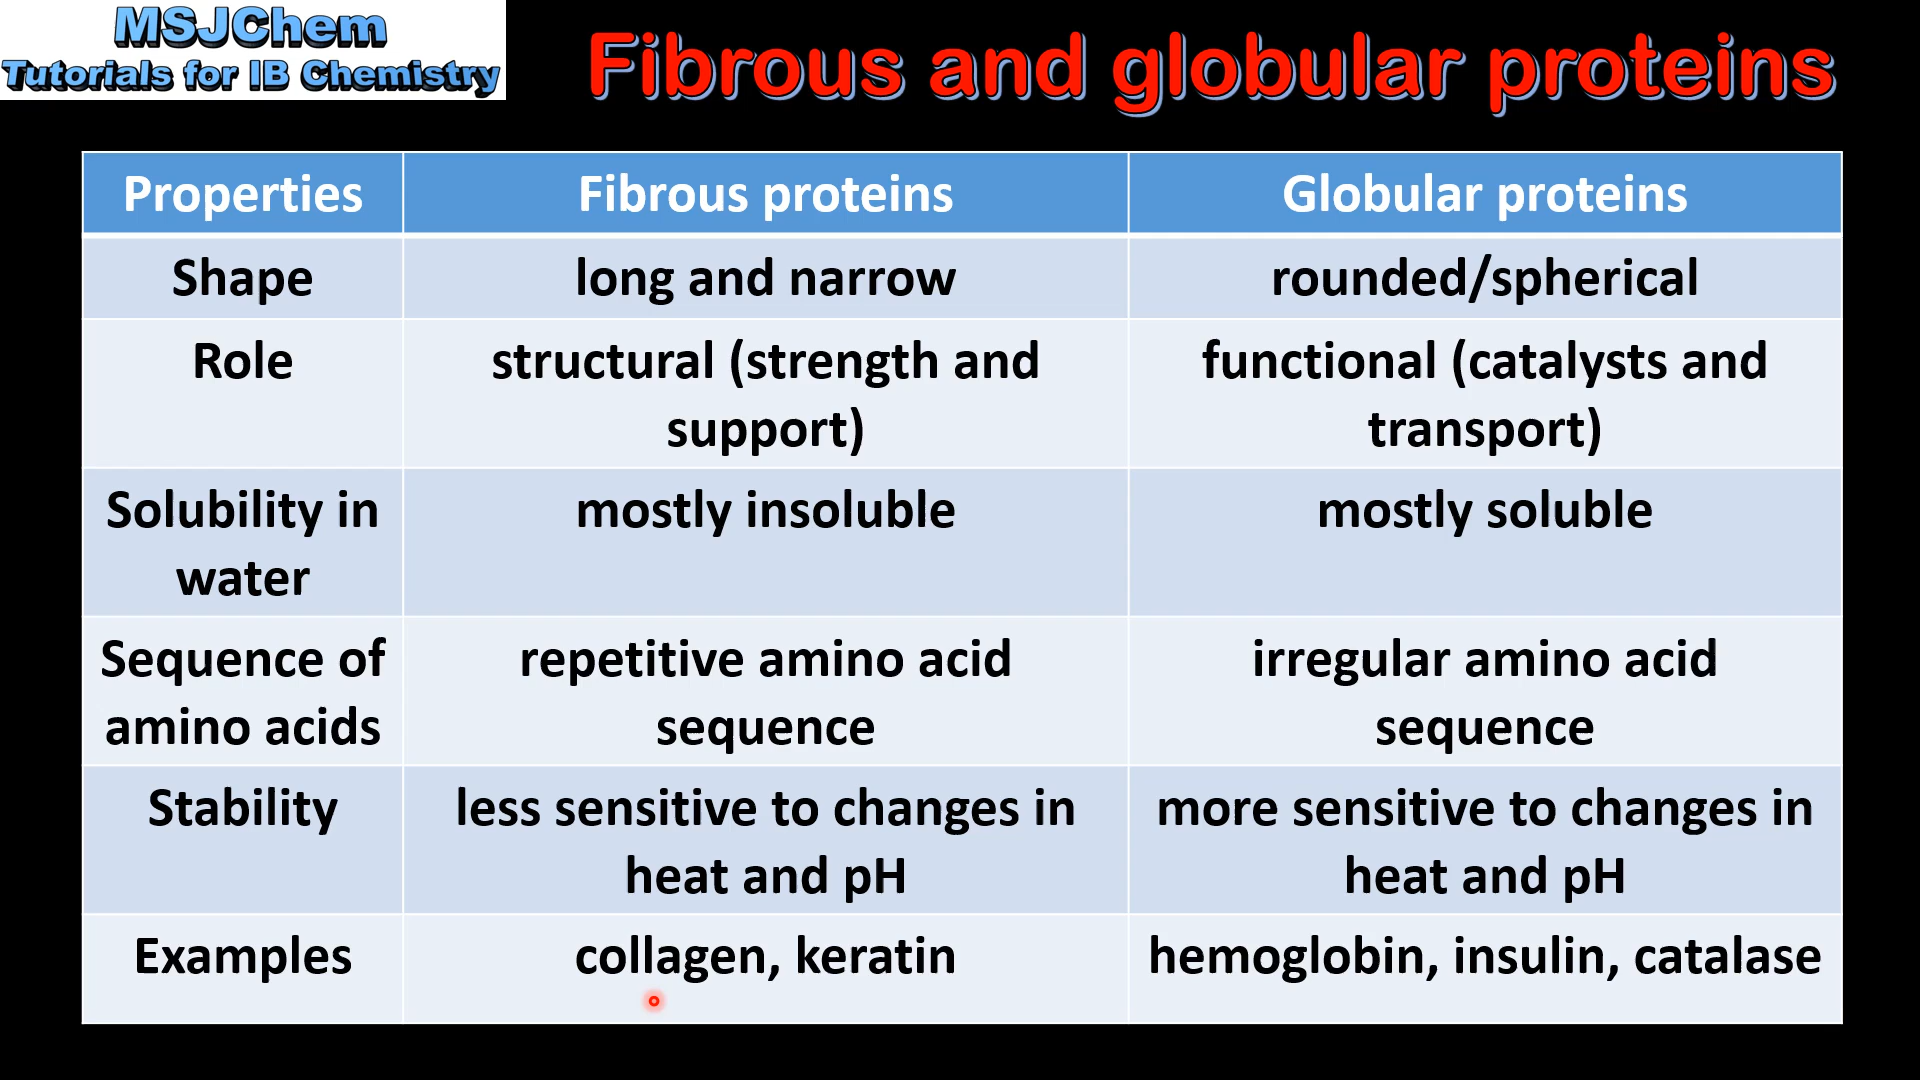 MSJChem
Tutorials for IB Chemistry
Fibrous and globular proteins
Properties
Fibrous proteins
Globular proteins
Shape
long and narrow
rounded/spherical
Role
structural (strength and
support)
functional (catalysts and
transport)
Solubility in
water
mostly insoluble
mostly soluble
Sequence of
amino acids
repetitive amino acid
sequence
irregular amino acid
sequence
Stability
less sensitive to changes in
heat and pH
more sensitive to changes in
heat and pH
Examples
collagen, keratin
hemoglobin, insulin, catalase